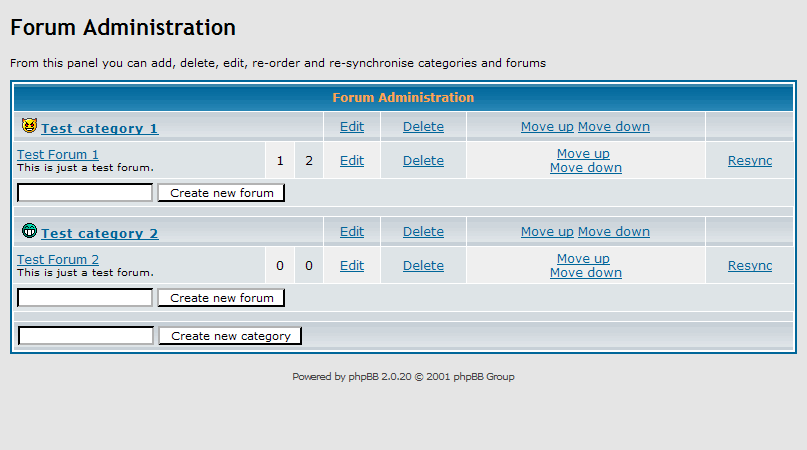 Forum Administration
From this panel you can add, delete, edit, re-order and re-synchronise categories and forums
Forum Administration
Test category 1 Edit Delete Move up Move down
Test Forum 1 1 2 Edit Delete Move up Resync
This is just a test forum. Move down
Create new forum
Test category 2 Edit Delete Move up Move down
Test Forum 2 0 0 Edit Delete Move up Resync
This is just a test forum. Move down
Create new forum
Create new category
Powered by phpBB 2.0.20 © 2001 phpBB Group